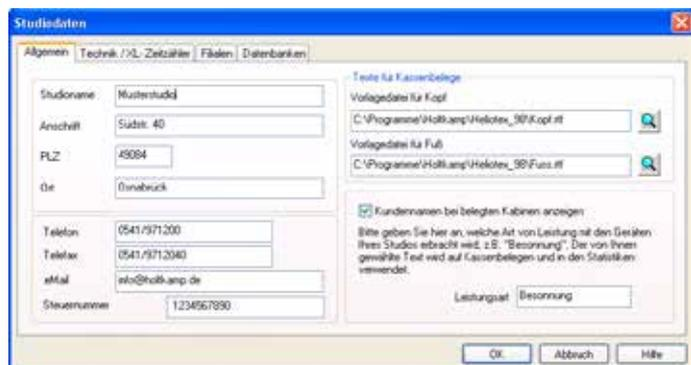 Studiodaten
Allgemein
Technik / XL-Zeitzähler
Filialen
Datenbanken
Studioname
Musterstudio
Anschrift
Südstr. 40
PLZ
49084
Ort
Osnabrück
Telefon
0541/971200
Telefax
0541/9712040
eMail
info@holtkamp.de
Steuernummer
1234567890
Texte für Kassenbelege
Vorlagedatei für Kopf
C:\Programme\Holtkamp\Heliotex_98\Kopf.rtf
Vorlagedatei für Fuß
C:\Programme\Holtkamp\Heliotex_98\Fuss.rtf
Kundennamen bei belegten Kabinen anzeigen
Bitte geben Sie hier an, welche Art von Leistung mit den Geräten
Ihres Studios erbracht wird, z.B. "Besonnung". Der von Ihnen
gewählte Text wird auf Kassenbelegen und in den Statistiken
verwendet.
Leistungsart
Besonnung
OK
Abbruch
Hilfe